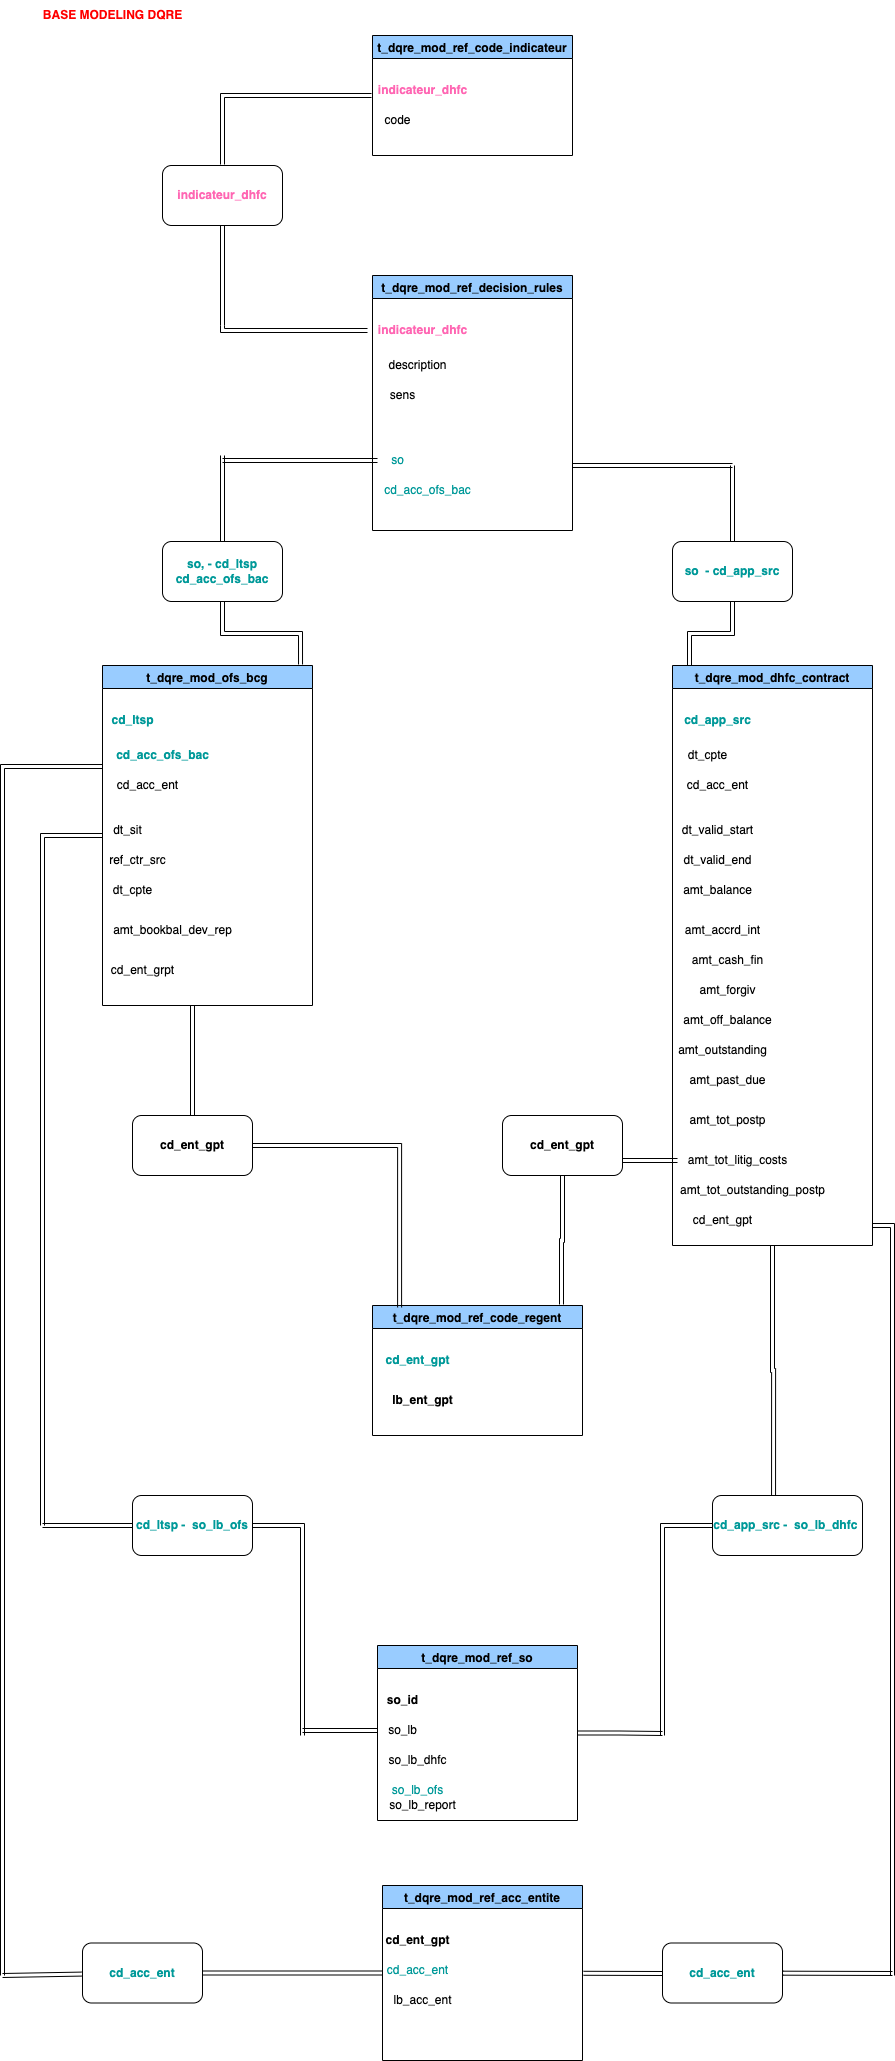 BASE MODELING DQRE
t_dqre_mod_ref_code_indicateur
indicateur_dhfc
code
indicateur_dhfc
t_dqre_mod_ref_decision_rules
indicateur_dhfc
description
sens
so
cd_acc_ofs_bac
so, - cd_ltsp
cd_acc_ofs_bac
so - cd_app_src
t_dqre_mod_ofs_bcg
cd_ltsp
cd_acc_ofs_bac
cd_acc_ent
dt_sit
ref_ctr_src
dt_cpte
amt_bookbal_dev_rep
cd_ent_grpt
t_dqre_mod_dhfc_contract
cd_app_src
dt_cpte
cd_acc_ent
dt_valid_start
dt_valid_end
amt_balance
amt_accrd_int
amt_cash_fin
amt_forgiv
amt_off_balance
amt_outstanding
amt_past_due
amt_tot_postp
amt_tot_litig_costs
amt_tot_outstanding_postp
cd_ent_gpt
cd_ent_gpt
cd_ent_gpt
t_dqre_mod_ref_code_regent
cd_ent_gpt
lb_ent_gpt
cd_ltsp - so_lb_ofs
cd_app_src - so_lb_dhfc
t_dqre_mod_ref_so
so_id
so_lb
so_lb_dhfc
so_lb_ofs
so_lb_report
t_dqre_mod_ref_acc_entite
cd_ent_gpt
cd_acc_ent
lb_acc_ent
cd_acc_ent
cd_acc_ent